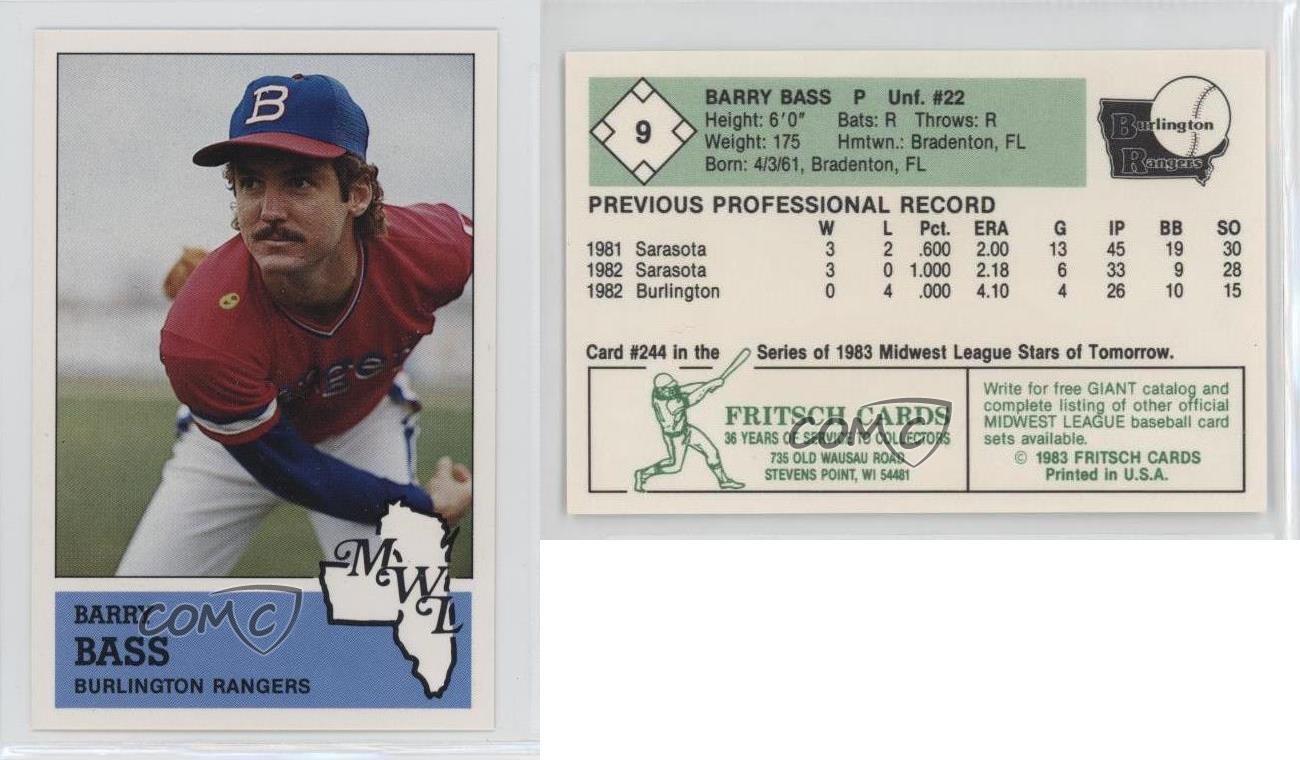 B
Rangers
MWL
BARRY
BASS
BURLINGTON RANGERS
COMC
9
BARRY BASS P Unf. #22
Height: 6'0" Bats: R Throws: R
Weight: 175 Hmtwn.: Bradenton, FL
Born: 4/3/61, Bradenton, FL
Burlington
Rangers
PREVIOUS PROFESSIONAL RECORD
W L Pct. ERA G IP BB SO
1981 Sarasota 3 2 .600 2.00 13 45 19 30
1982 Sarasota 3 0 1.000 2.18 6 33 9 28
1982 Burlington 0 4 .000 4.10 4 26 10 15
Card #244 in the Series of 1983 Midwest League Stars of Tomorrow.
FRITSCH CARDS
36 YEARS OF SERVICE TO COLLECTORS
735 OLD WAUSAU ROAD
STEVENS POINT, WI 54481
COMC
Write for free GIANT catalog and
complete listing of other official
MIDWEST LEAGUE baseball card
sets available.
© 1983 FRITSCH CARDS
Printed in U.S.A.